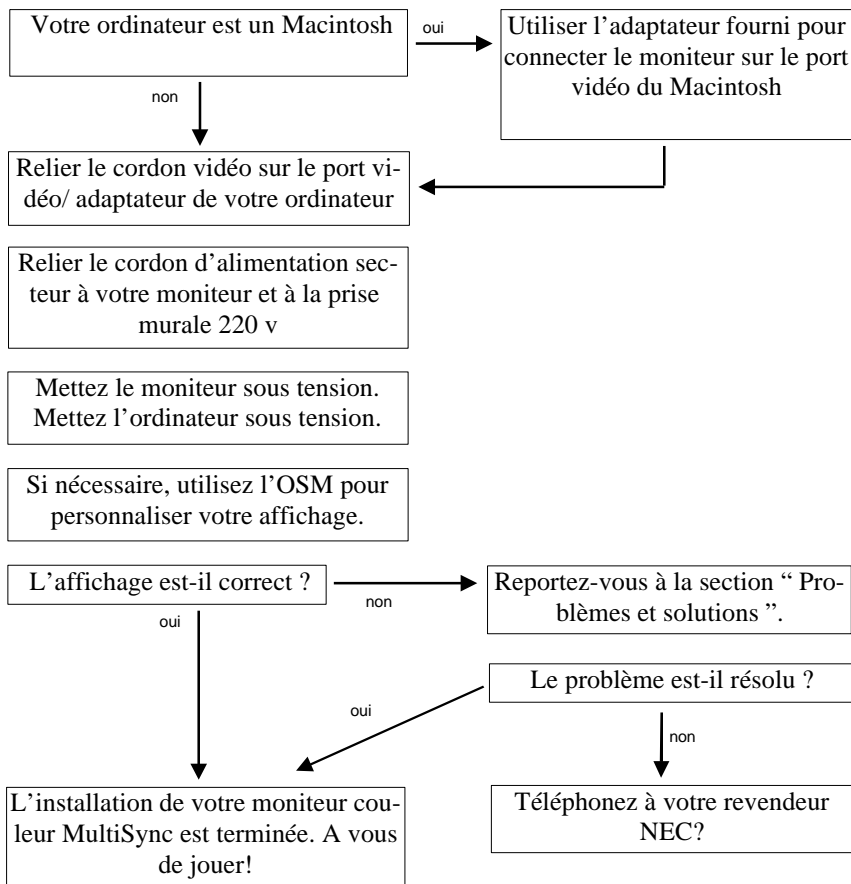 Votre ordinateur est un Macintosh
oui
Utiliser l’adaptateur fourni pour
connecter le moniteur sur le port
vidéo du Macintosh
non
Relier le cordon vidéo sur le port vi-
déo/ adaptateur de votre ordinateur
Relier le cordon d’alimentation sec-
teur à votre moniteur et à la prise
murale 220 v
Mettez le moniteur sous tension.
Mettez l’ordinateur sous tension.
Si nécessaire, utilisez l’OSM pour
personnaliser votre affichage.
L’affichage est-il correct ?
non
Reportez-vous à la section “ Pro-
blèmes et solutions ”.
oui
Le problème est-il résolu ?
oui
non
L’installation de votre moniteur cou-
leur MultiSync est terminée. A vous
de jouer!
Téléphonez à votre revendeur
NEC?